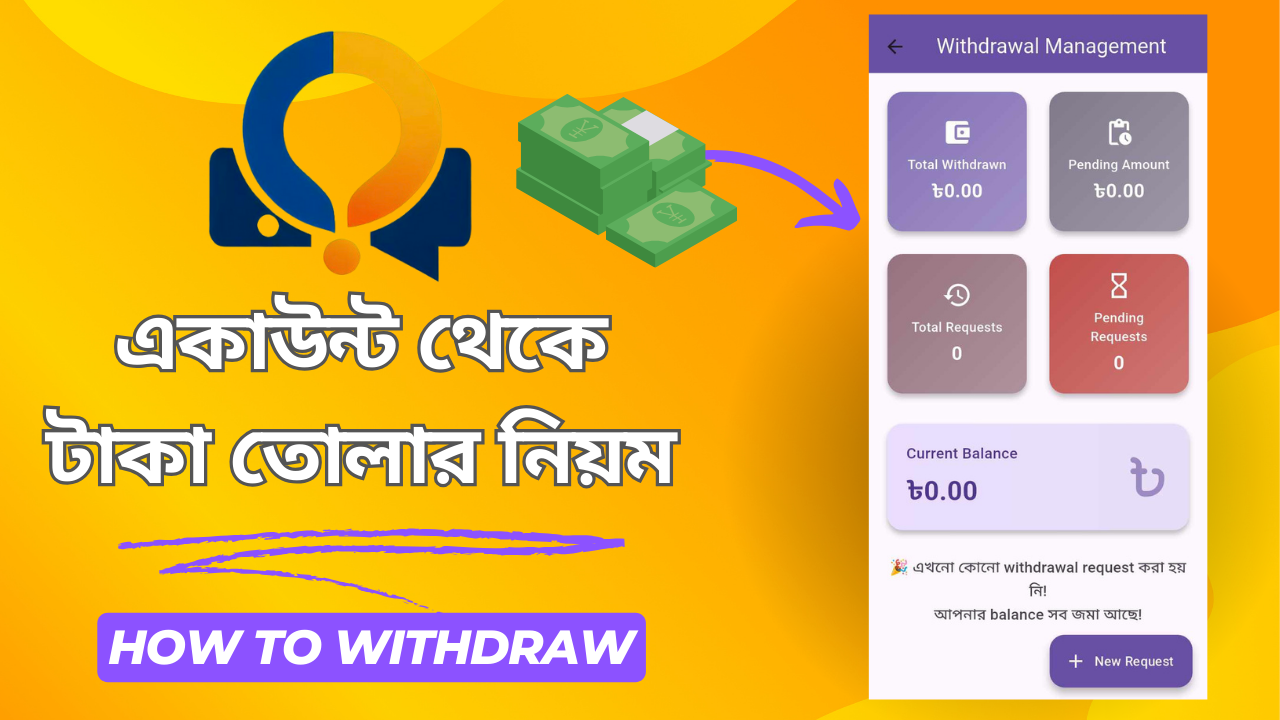 একাউন্ট থেকে
টাকা তোলার নিয়ম
HOW TO WITHDRAW
Withdrawal Management
Total Withdrawn
৳0.00
Pending Amount
৳0.00
Total Requests
0
Pending
Requests
0
Current Balance
৳0.00
৳
🎉 এখনো কোনো withdrawal request করা হয়
নি!
আপনার balance সব জমা আছে!
+ New Request